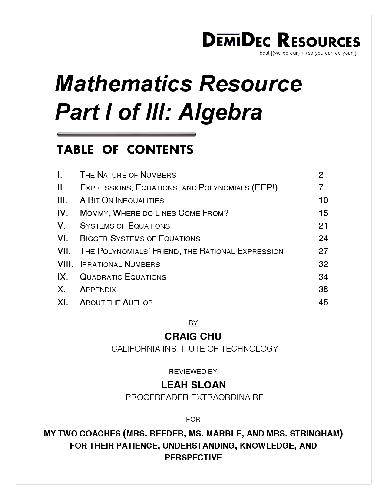 DEMIDEC RESOURCES
Mathematics Resource
Part I of III: Algebra
TABLE OF CONTENTS
I. THE NATURE OF NUMBERS 2
II. EXPRESSIONS, EQUATIONS, AND POLYNOMIALS (EEP!) 7
III. A BIT ON INEQUALITIES 10
IV. MOMMY, WHERE DO LINES COME FROM? 15
V. SYSTEMS OF EQUATIONS 21
VI. BIGGER SYSTEMS OF EQUATIONS 24
VII. THE POLYNOMIALS' FRIEND, THE RATIONAL EXPRESSION 27
VIII. IRRATIONAL NUMBERS 32
IX. QUADRATIC EQUATIONS 34
X. APPENDIX 38
XI. ABOUT THE AUTHOR 45
BY
CRAIG CHU
CALIFORNIA INSTITUTE OF TECHNOLOGY
REVIEWED BY
LEAH SLOAN
PROOFREADER EXTRAORDINAIRE
FOR
MY TWO COACHES (MRS. REEDER, MS. MARBLE, AND MRS. STRINGHAM)
FOR THEIR PATIENCE, UNDERSTANDING, KNOWLEDGE, AND
PERSPECTIVE